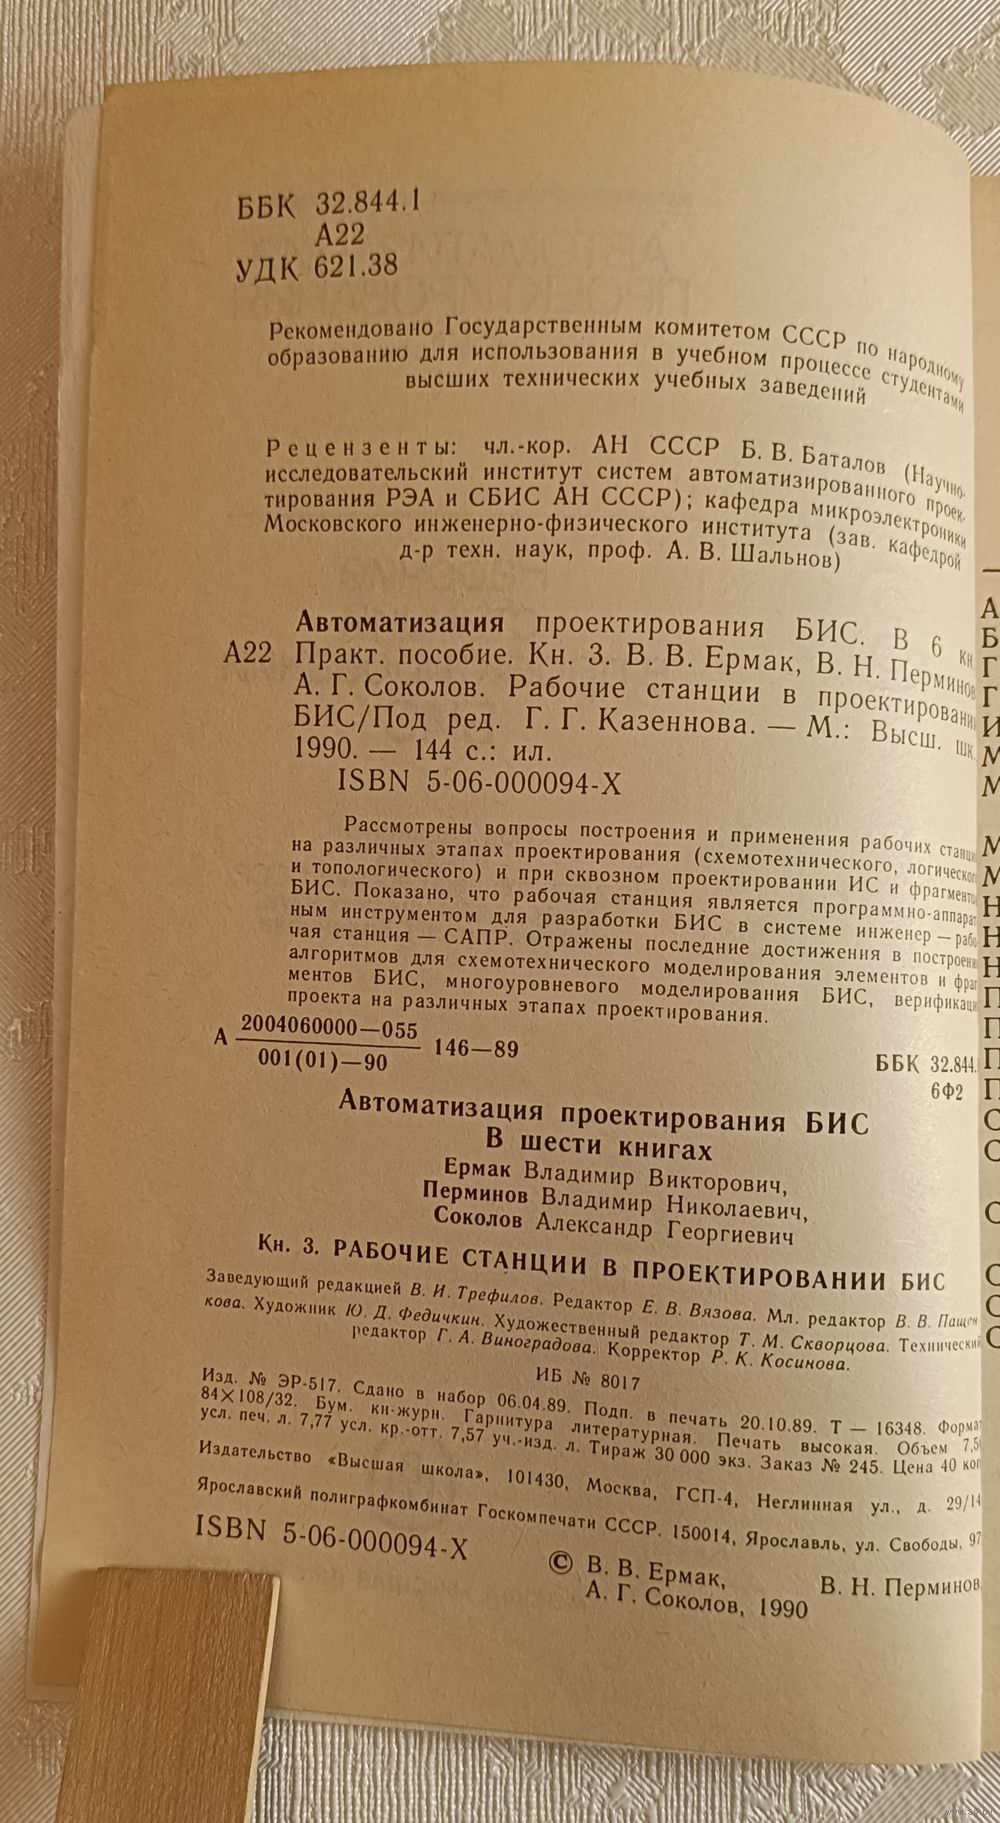 ББК 32.844.1
А22
УДК 621.38
Рекомендовано Государственным комитетом СССР по народному
образованию для использования в учебном процессе студентами
высших технических учебных заведений
Рецензенты: чл.-кор. АН СССР Б. В. Баталов (Научно-
исследовательский институт систем автоматизированного проек-
тирования РЭА и СБИС АН СССР); кафедра микроэлектроники
Московского инженерно-физического института (зав. кафедрой
д-р техн. наук, проф. А. В. Шальнов)
Автоматизация проектирования БИС. В 6 кн.
А22 Практ. пособие. Кн. 3. В. В. Ермак, В. Н. Перминов
А. Г. Соколов. Рабочие станции в проектировани
БИС/Под ред. Г. Г. Казеннова. — М.: Высш. шк.
1990. — 144 с.: ил.
ISBN 5-06-000094-X
Рассмотрены вопросы построения и применения рабочих станци
на различных этапах проектирования (схемотехнического, логическог
и топологического) и при сквозном проектировании ИС и фрагменто
БИС. Показано, что рабочая станция является программно-аппарат
ным инструментом для разработки БИС в системе инженер — рабо
чая станция — САПР. Отражены последние достижения в построени
алгоритмов для схемотехнического моделирования элементов и фраг
ментов БИС, многоуровневого моделирования БИС, верификаци
проекта на различных этапах проектирования.
А 2004060000—055
001(01)—90 146—89
ББК 32.844.
6Ф2
Автоматизация проектирования БИС
В шести книгах
Ермак Владимир Викторович,
Перминов Владимир Николаевич,
Соколов Александр Георгиевич
Кн. 3. РАБОЧИЕ СТАНЦИИ В ПРОЕКТИРОВАНИИ БИС
Заведующий редакцией В. И. Трефилов. Редактор Е. В. Вязова. Мл. редактор В. В. Пащен-
кова. Художник Ю. Д. Федичкин. Художественный редактор Т. М. Скворцова. Технический
редактор Г. А. Виноградова. Корректор Р. К. Косинова.
ИБ № 8017
Изд. № ЭР-517. Сдано в набор 06.04.89. Подп. в печать 20.10.89. Т — 16348. Формат
84×108/32. Бум. кн-журн. Гарнитура литературная. Печать высокая. Объем 7,56
усл. печ. л. 7,77 усл. кр.-отт. 7,57 уч.-изд. л. Тираж 30 000 экз. Заказ № 245. Цена 40 коп
Издательство «Высшая школа», 101430, Москва, ГСП-4, Неглинная ул., д. 29/14
Ярославский полиграфкомбинат Госкомпечати СССР. 150014, Ярославль, ул. Свободы, 97
ISBN 5-06-000094-X
© В. В. Ермак, В. Н. Перминов
А. Г. Соколов, 1990